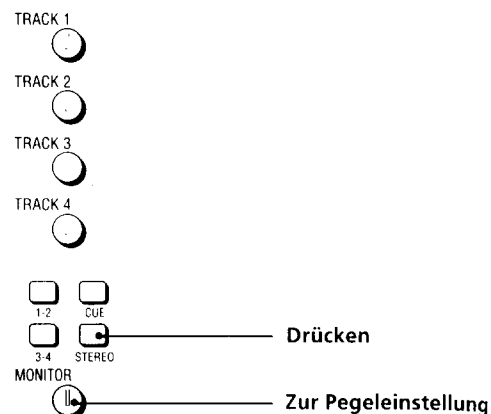 TRACK 1
TRACK 2
TRACK 3
TRACK 4
1-2 CUE
Drücken
3-4 STEREO
MONITOR
Zur Pegeleinstellung